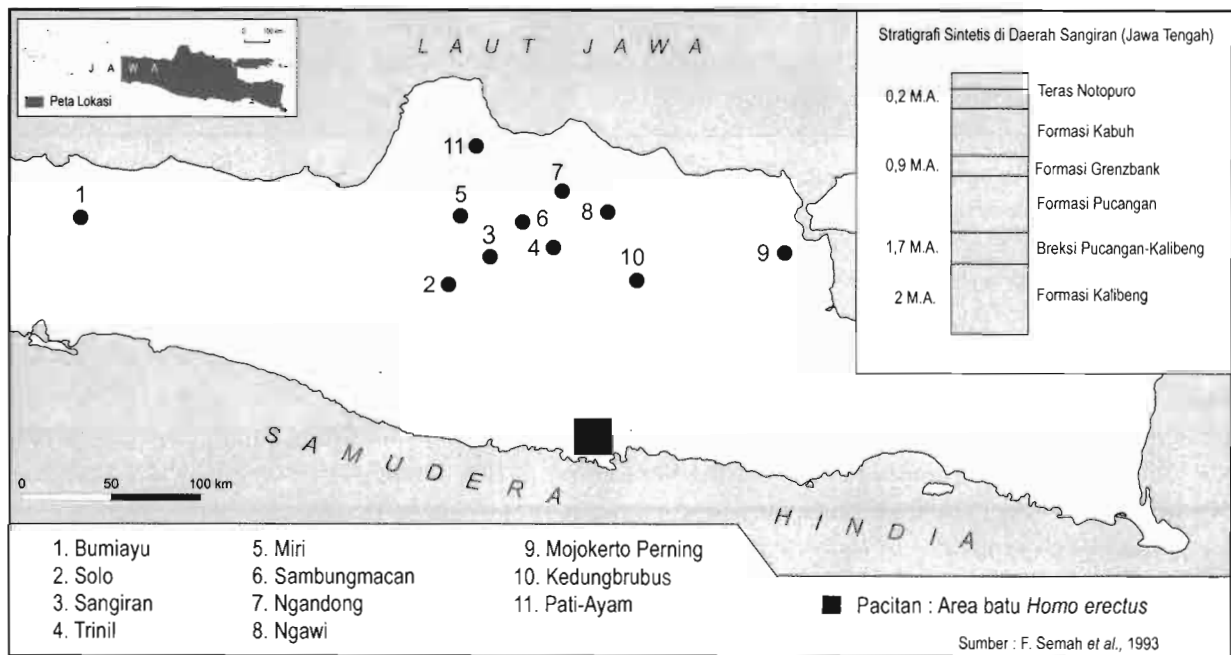 0 100 km
J A W A
Peta Lokasi
L A U T J A W A
Stratigrafi Sintetis di Daerah Sangiran (Jawa Tengah)
0,2 M.A.
Teras Notopuro
Formasi Kabuh
0,9 M.A.
Formasi Grenzbank
Formasi Pucangan
1,7 M.A.
Breksi Pucangan-Kalibeng
2 M.A.
Formasi Kalibeng
11
7
1
5
6
8
3
4
9
10
2
S A M U D E R A
H I N D I A
0 50 100 km
1. Bumiayu
2. Solo
3. Sangiran
4. Trinil
5. Miri
6. Sambungmacan
7. Ngandong
8. Ngawi
9. Mojokerto Perning
10. Kedungbrubus
11. Pati-Ayam
Pacitan : Area batu Homo erectus
Sumber : F. Semah et al., 1993